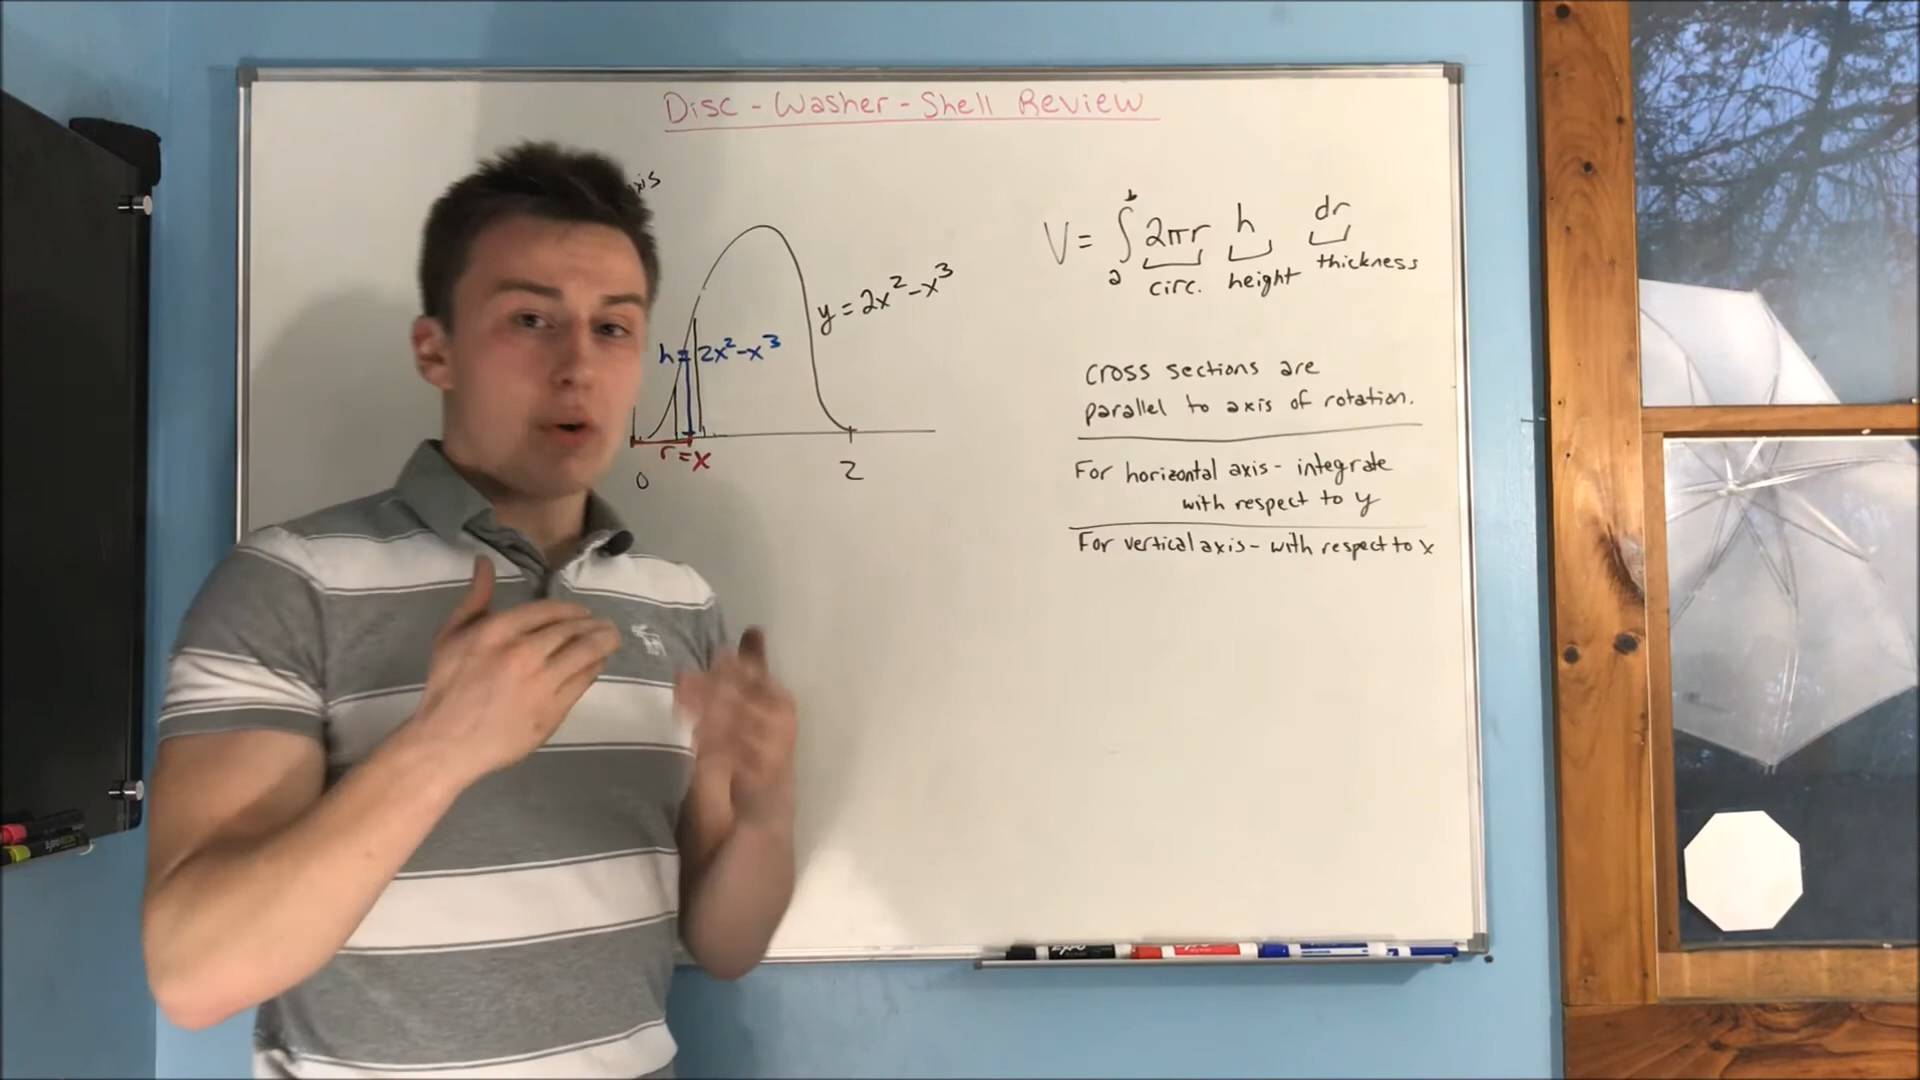 Disc - Washer - Shell Review
y = 2x² - x³
h = 2x² - x³
r = x
0
2
V = ∫ 2πr h dr
b
a
circ. height thickness
cross sections are
parallel to axis of rotation.
For horizontal axis - integrate
with respect to y
For vertical axis - with respect to x